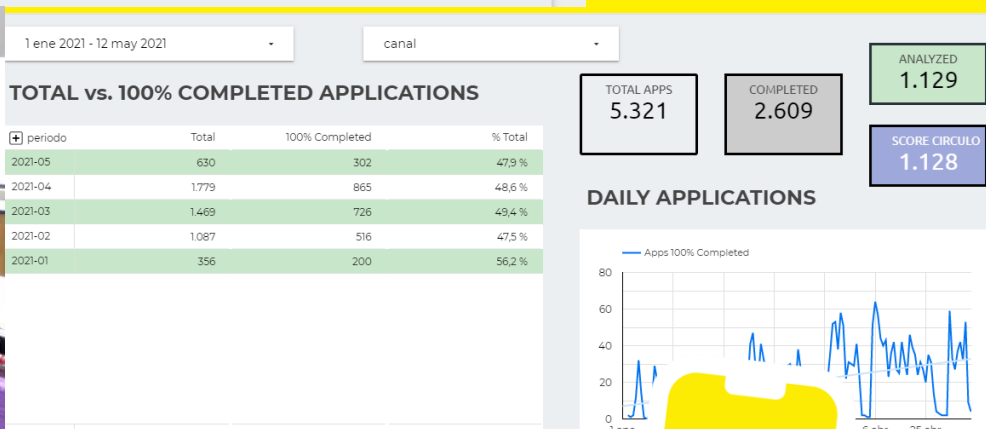 1 ene 2021 - 12 may 2021
canal
TOTAL vs. 100% COMPLETED APPLICATIONS
periodo Total 100% Completed % Total
2021-05 630 302 47,9 %
2021-04 1.779 865 48,6 %
2021-03 1.469 726 49,4 %
2021-02 1.087 516 47,5 %
2021-01 356 200 56,2 %
TOTAL APPS
5.321
COMPLETED
2.609
ANALYZED
1.129
SCORE CIRCULO
1.128
DAILY APPLICATIONS
Apps 100% Completed
80
60
40
20
0